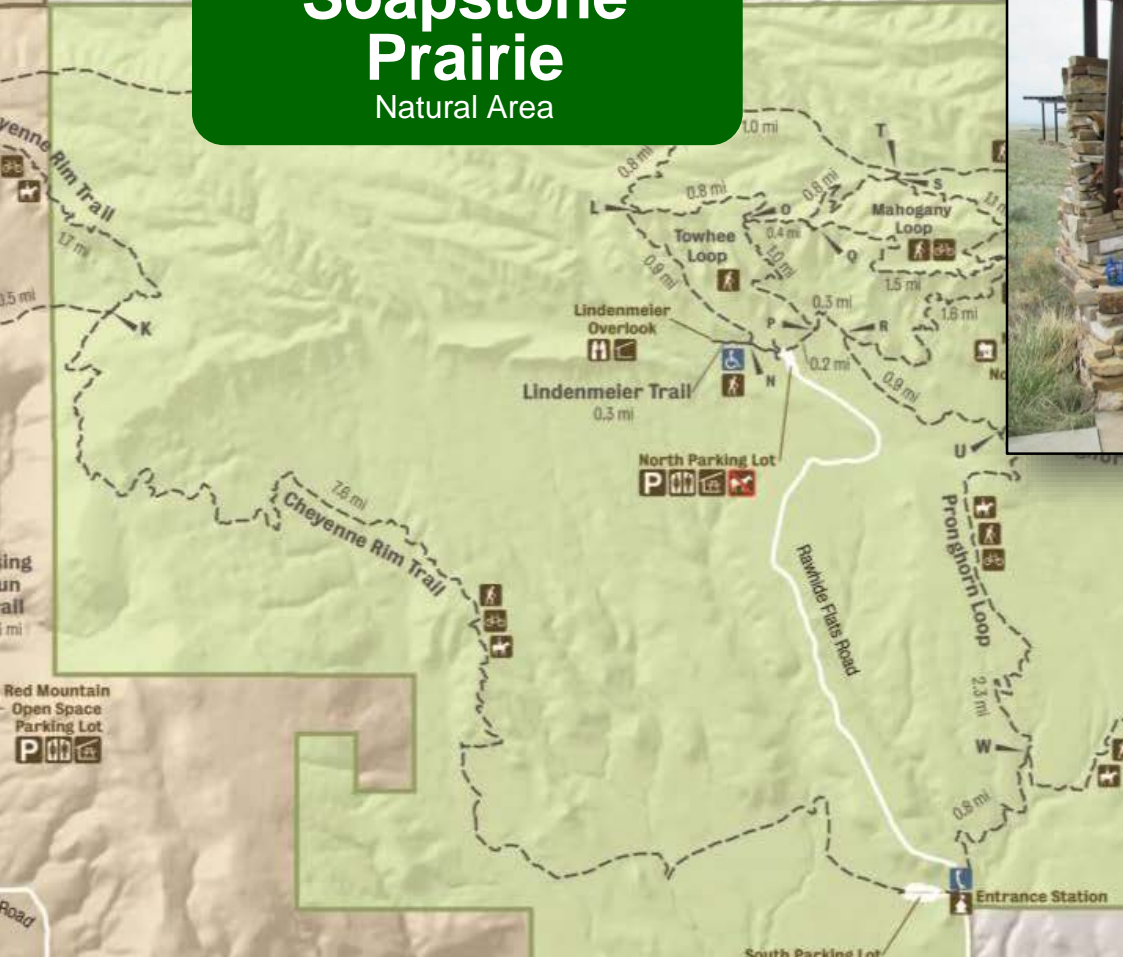 Soapstone
Prairie
Natural Area
1.0 mi
T
0.8 mi
0.8 mi
0.8 mi
S
L
O
Mahogany
Loop
Towhee
Loop
0.4 mi
Q
J
1.0 mi
0.9 mi
1.5 mi
Rim Trail
1.7 mi
K
0.3 mi
1.6 mi
Lindenmeier
Overlook
P
R
N
0.2 mi
0.9 mi
Lindenmeier Trail
0.3 mi
North Parking Lot
P
U
7.6 mi
Cheyenne Rim Trail
Pronghorn Loop
Rawhide Flats Road
2.3 mi
Red Mountain
Open Space
Parking Lot
P
W
0.8 mi
Entrance Station
Road
South Parking Lot